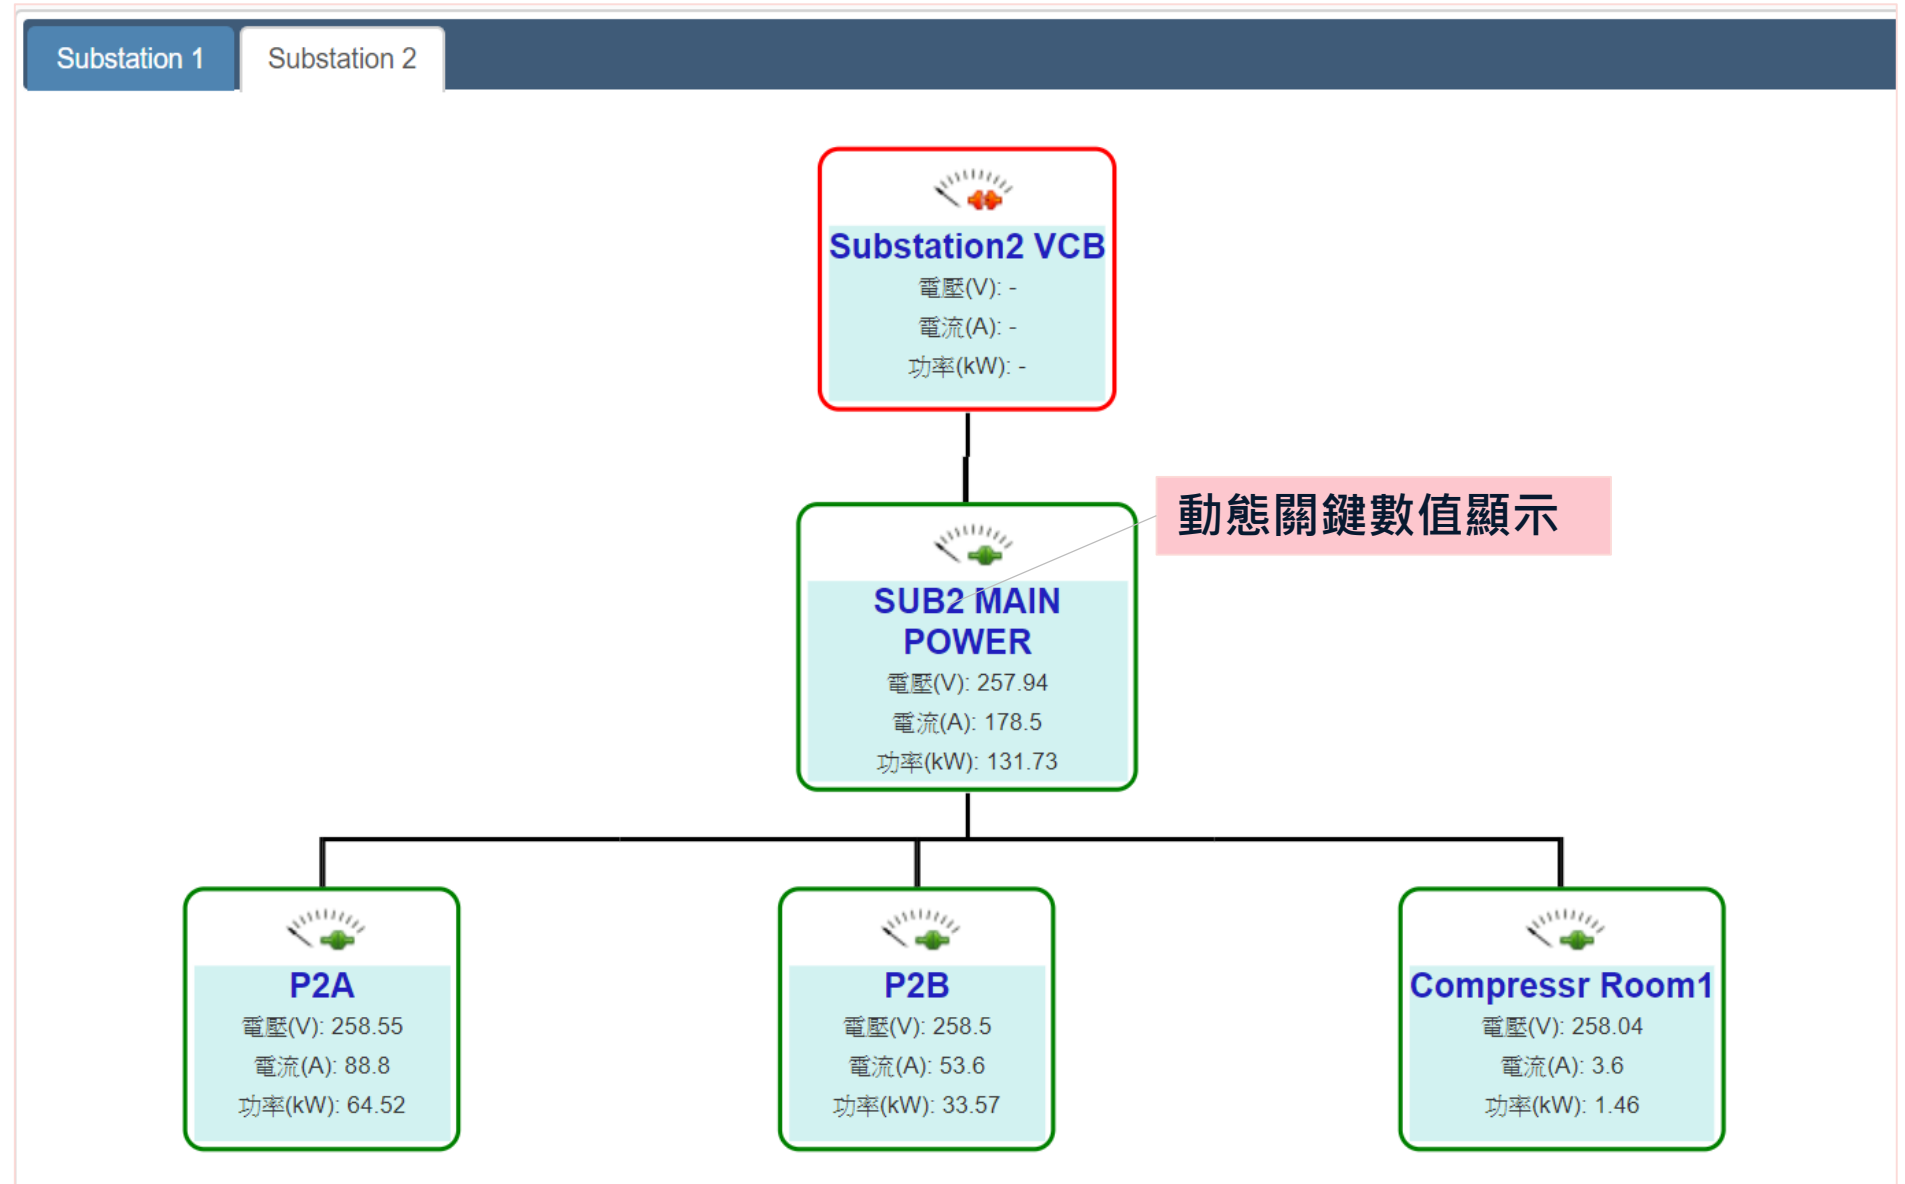 Substation 1
Substation 2
Substation2 VCB
電壓(V): -
電流(A): -
功率(kW): -
動態關鍵數值顯示
SUB2 MAIN
POWER
電壓(V): 257.94
電流(A): 178.5
功率(kW): 131.73
P2A
電壓(V): 258.55
電流(A): 88.8
功率(kW): 64.52
P2B
電壓(V): 258.5
電流(A): 53.6
功率(kW): 33.57
Compressr Room1
電壓(V): 258.04
電流(A): 3.6
功率(kW): 1.46